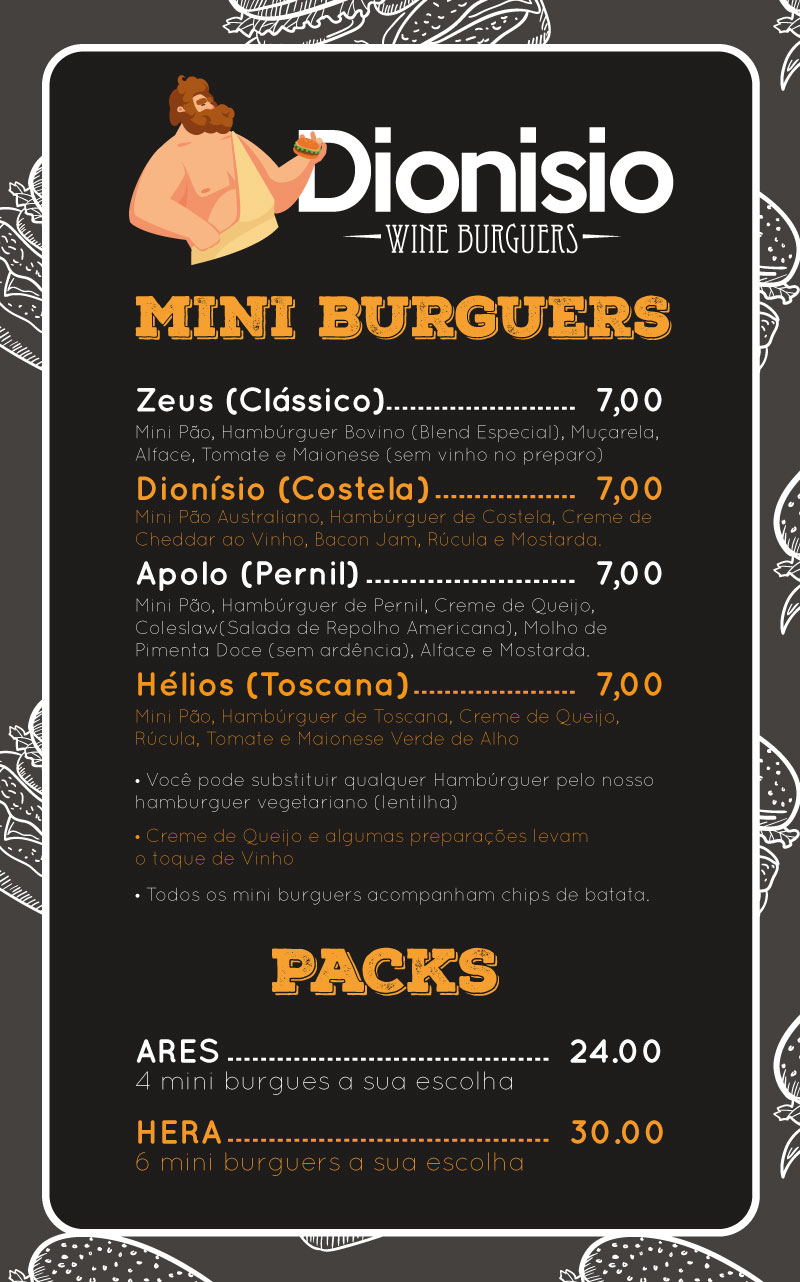 Dionisio
WINE BURGUERS
MINI BURGUERS
Zeus (Clássico)........................ 7,00
Mini Pão, Hambúrguer Bovino (Blend Especial), Muçarela,
Alface, Tomate e Maionese (sem vinho no preparo)
Dionísio (Costela)................ 7,00
Mini Pão Australiano, Hambúrguer de Costela, Creme de
Cheddar ao Vinho, Bacon Jam, Rúcula e Mostarda.
Apolo (Pernil)........................ 7,00
Mini Pão, Hambúrguer de Pernil, Creme de Queijo,
Coleslaw(Salada de Repolho Americana), Molho de
Pimenta Doce (sem ardência), Alface e Mostarda.
Hélios (Toscana)................... 7,00
Mini Pão, Hambúrguer de Toscana, Creme de Queijo,
Rúcula, Tomate e Maionese Verde de Alho
• Você pode substituir qualquer Hambúrguer pelo nosso
hamburguer vegetariano (lentilha)
• Creme de Queijo e algumas preparações levam
o toque de Vinho
• Todos os mini burguers acompanham chips de batata.
PACKS
ARES ........................................ 24.00
4 mini burgues a sua escolha
HERA ........................................ 30.00
6 mini burguers a sua escolha